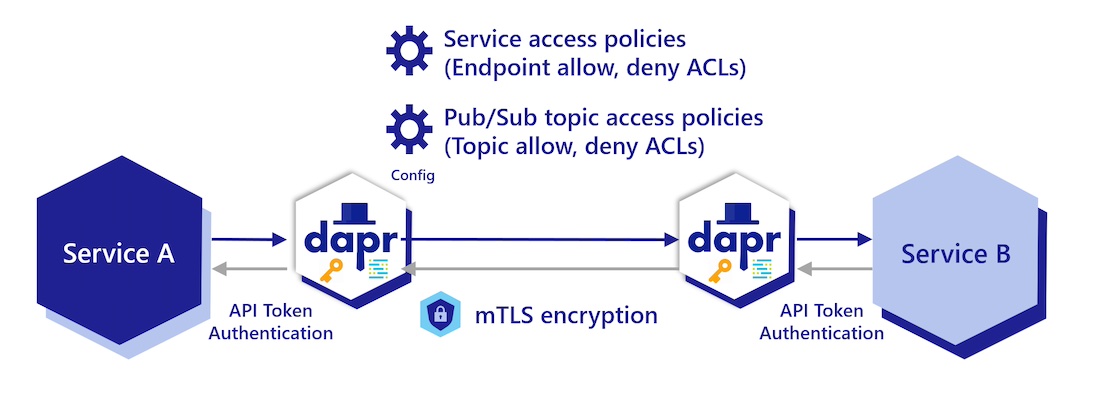 Service access policies
(Endpoint allow, deny ACLs)
Pub/Sub topic access policies
(Topic allow, deny ACLs)
Config
Service A
dapr
dapr
Service B
API Token
Authentication
mTLS encryption
API Token
Authentication